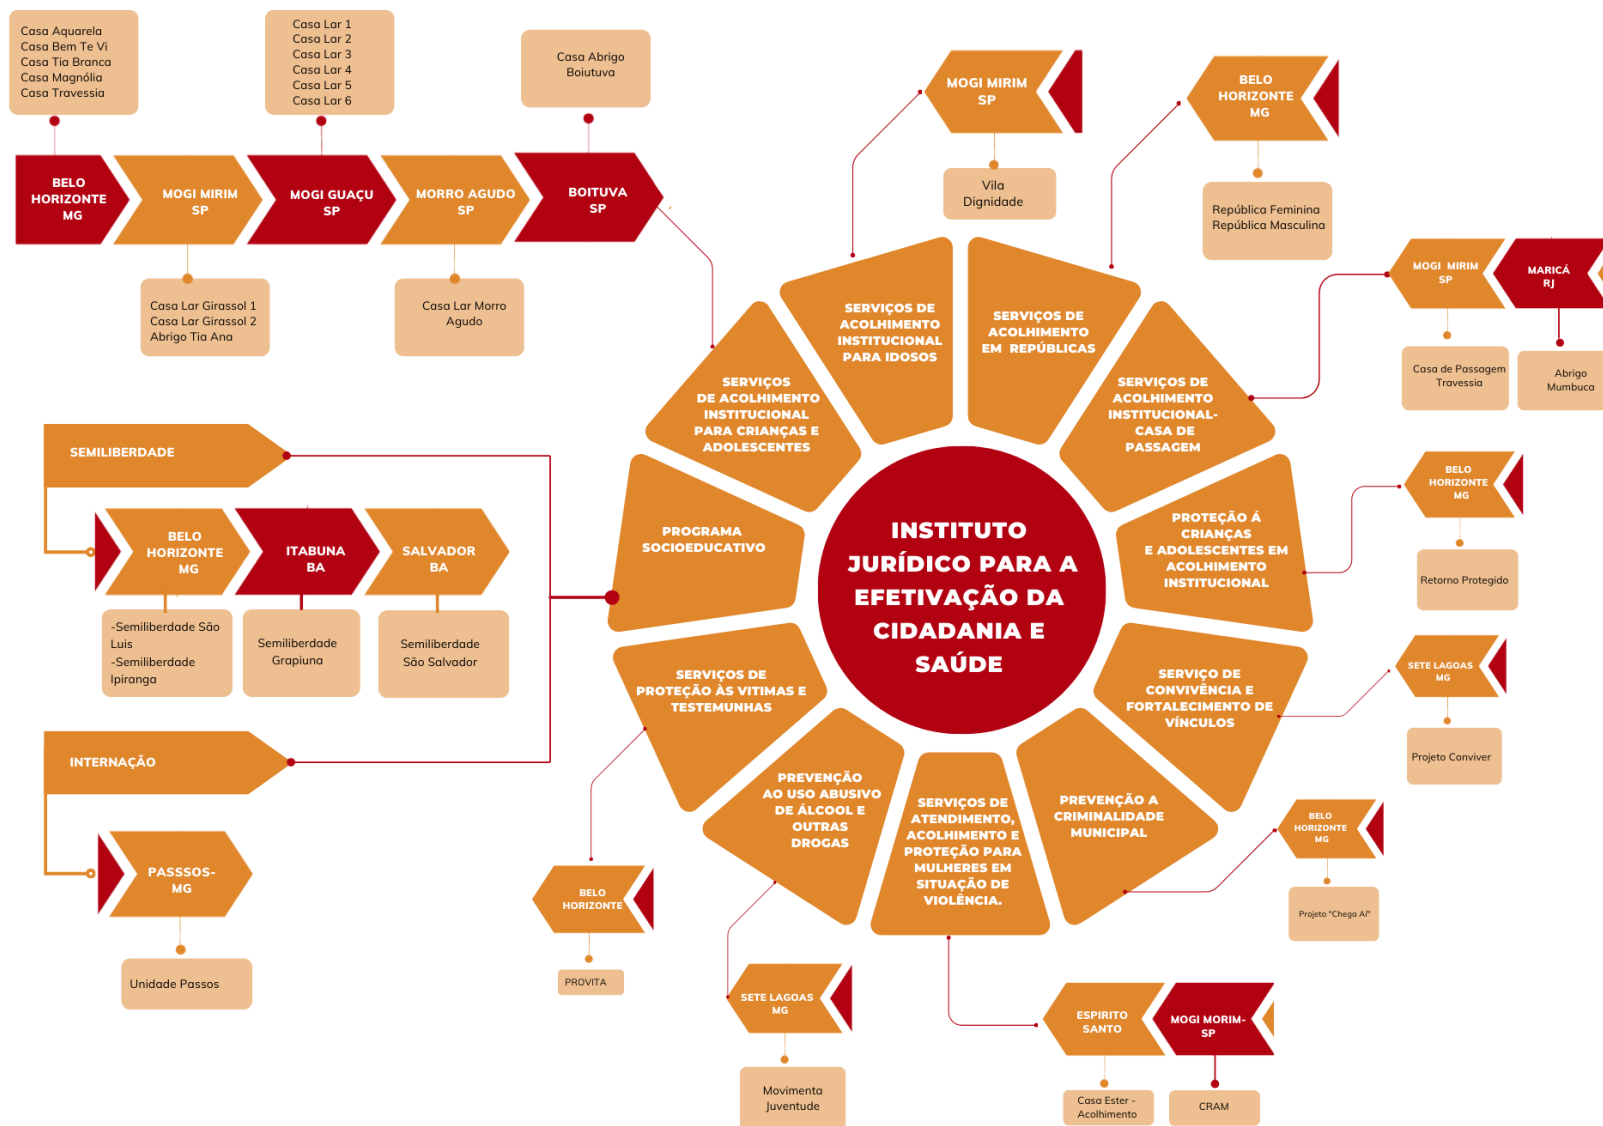 Casa Aquarela
Casa Bem Te Vi
Casa Tia Branca
Casa Magnólia
Casa Travessia
Casa Lar 1
Casa Lar 2
Casa Lar 3
Casa Lar 4
Casa Lar 5
Casa Lar 6
Casa Abrigo
Boiutuva
BELO
HORIZONTE
MG
MOGI MIRIM
SP
MOGI GUAÇU
SP
MORRO AGUDO
SP
BOITUVA
SP
Casa Lar Girassol 1
Casa Lar Girassol 2
Abrigo Tia Ana
Casa Lar Morro
Agudo
MOGI MIRIM
SP
Vila
Dignidade
BELO
HORIZONTE
MG
República Feminina
República Masculina
MOGI MIRIM
SP
MARICÁ
RJ
Casa de Passagem
Travessia
Abrigo
Mumbuca
SERVIÇOS
DE ACOLHIMENTO
INSTITUCIONAL
PARA CRIANÇAS E
ADOLESCENTES
SERVIÇOS DE
ACOLHIMENTO
INSTITUCIONAL
PARA IDOSOS
SERVIÇOS DE
ACOLHIMENTO
EM REPÚBLICAS
SERVIÇOS DE
ACOLHIMENTO
INSTITUCIONAL-
CASA DE
PASSAGEM
PROTEÇÃO Á
CRIANÇAS
E ADOLESCENTES EM
ACOLHIMENTO
INSTITUCIONAL
BELO
HORIZONTE
MG
Retorno Protegido
SERVIÇO DE
CONVIVÊNCIA E
FORTALECIMENTO DE
VÍNCULOS
SETE LAGOAS
MG
Projeto Conviver
PREVENÇÃO A
CRIMINALIDADE
MUNICIPAL
BELO
HORIZONTE
MG
Projeto "Chega Aí"
SERVIÇOS DE
ATENDIMENTO,
ACOLHIMENTO E
PROTEÇÃO PARA
MULHERES EM
SITUAÇÃO DE
VIOLÊNCIA.
ESPIRITO
SANTO
MOGI MORIM-
SP
Casa Ester -
Acolhimento
CRAM
PREVENÇÃO
AO USO ABUSIVO
DE ÁLCOOL E
OUTRAS
DROGAS
SETE LAGOAS
MG
Movimenta
Juventude
SERVIÇOS DE
PROTEÇÃO ÀS VITIMAS E
TESTEMUNHAS
BELO
HORIZONTE
PROVITA
PROGRAMA
SOCIOEDUCATIVO
SEMILIBERDADE
BELO
HORIZONTE
MG
ITABUNA
BA
SALVADOR
BA
-Semiliberdade São
Luis
-Semiliberdade
Ipiranga
Semiliberdade
Grapiuna
Semiliberdade
São Salvador
INTERNAÇÃO
PASSSOS-
MG
Unidade Passos
INSTITUTO
JURÍDICO PARA A
EFETIVAÇÃO DA
CIDADANIA E
SAÚDE